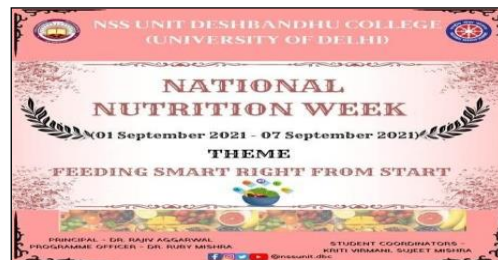 NSS UNIT DESHBANDHU COLLEGE
(UNIVERSITY OF DELHI)
NATIONAL
NUTRITION WEEK
(01 September 2021 - 07 September 2021)
THEME
FEEDING SMART RIGHT FROM START
PRINCIPAL - DR. RAJIV AGGARWAL
PROGRAMME OFFICER - DR. RURY MISHRA
STUDENT COORDINATORS -
KRITI VIRMANI, SUJEET MISHRA
@nssunit.dbc